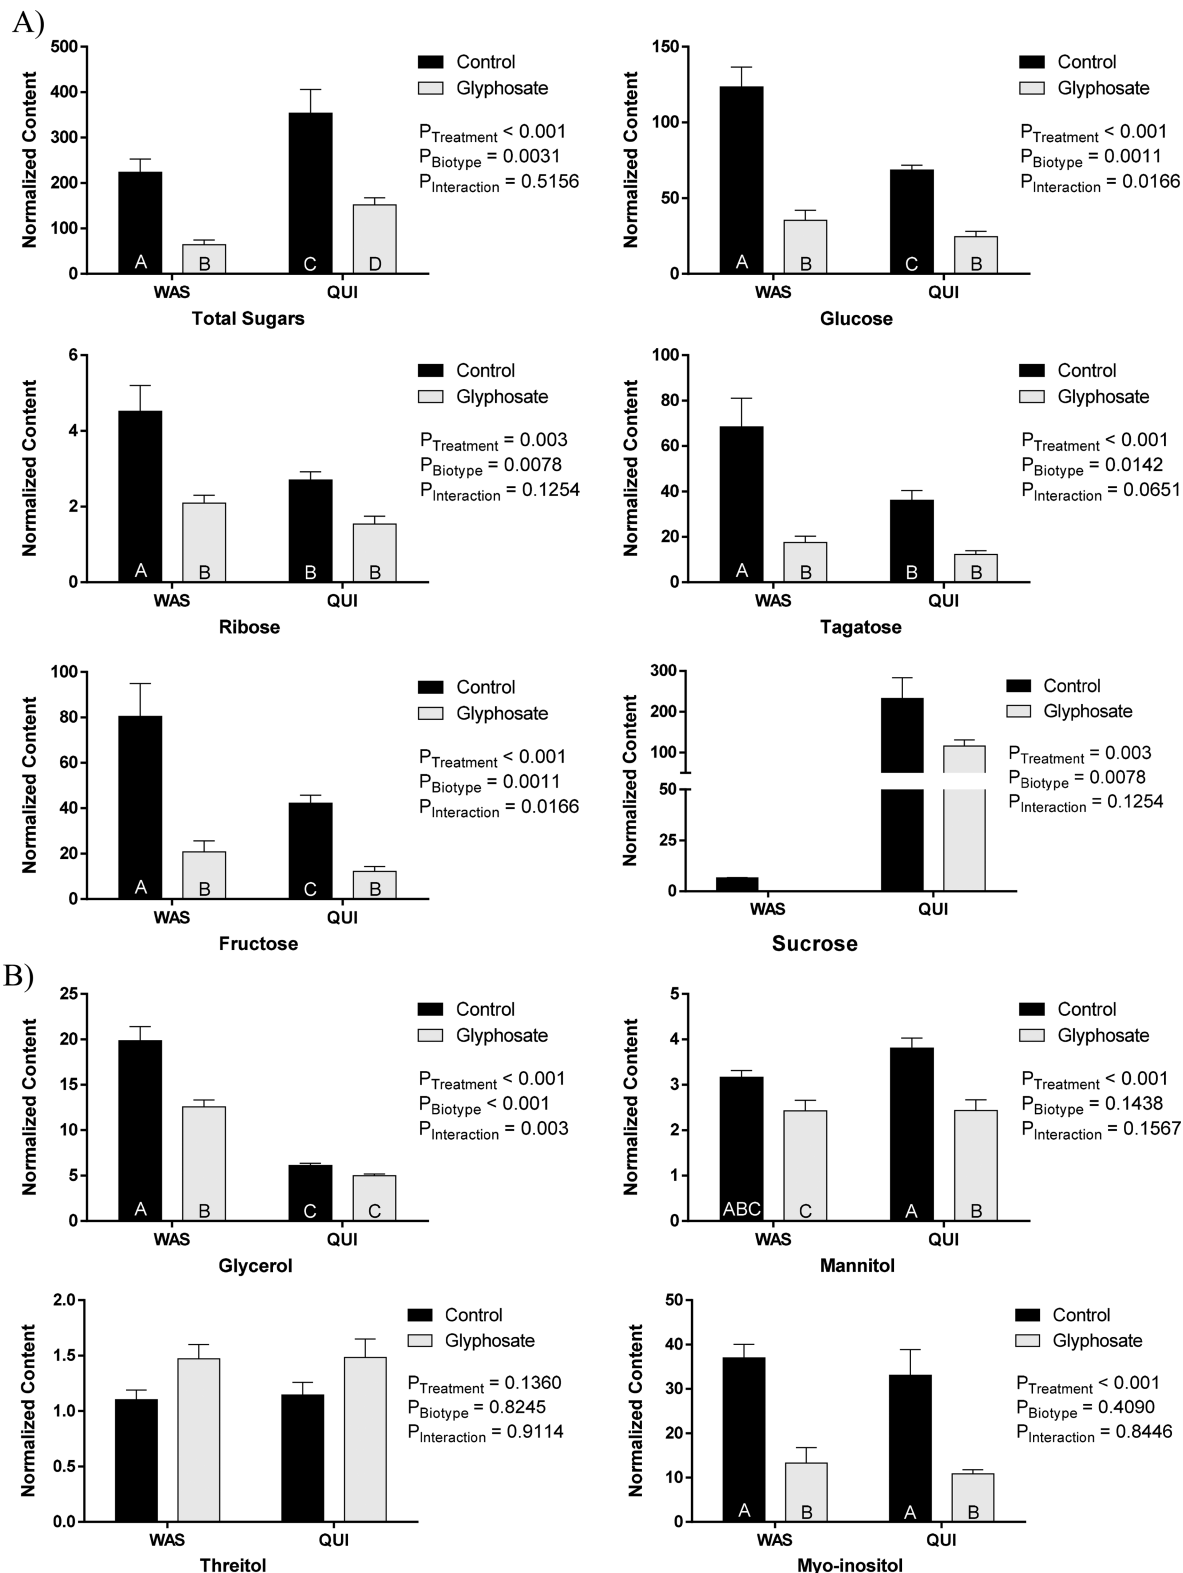 A)
500
400
300
200
100
0
Normalized Content
Control
Glyphosate
PTreatment < 0.001
PBiotype = 0.0031
PInteraction = 0.5156
A B C D
WAS QUI
Total Sugars
150
100
50
0
Normalized Content
Control
Glyphosate
PTreatment < 0.001
PBiotype = 0.0011
PInteraction = 0.0166
A B C B
WAS QUI
Glucose
6
4
2
0
Normalized Content
Control
Glyphosate
PTreatment = 0.003
PBiotype = 0.0078
PInteraction = 0.1254
A B B B
WAS QUI
Ribose
100
80
60
40
20
0
Normalized Content
Control
Glyphosate
PTreatment < 0.001
PBiotype = 0.0142
PInteraction = 0.0651
A B B B
WAS QUI
Tagatose
100
80
60
40
20
0
Normalized Content
Control
Glyphosate
PTreatment < 0.001
PBiotype = 0.0011
PInteraction = 0.0166
A B C B
WAS QUI
Fructose
300
200
100
50
25
0
Normalized Content
Control
Glyphosate
PTreatment = 0.003
PBiotype = 0.0078
PInteraction = 0.1254
WAS QUI
Sucrose
B)
25
20
15
10
5
0
Normalized Content
Control
Glyphosate
PTreatment < 0.001
PBiotype < 0.001
PInteraction = 0.003
A B C C
WAS QUI
Glycerol
5
4
3
2
1
0
Normalized Content
Control
Glyphosate
PTreatment < 0.001
PBiotype = 0.1438
PInteraction = 0.1567
ABC C A B
WAS QUI
Mannitol
2.0
1.5
1.0
0.5
0.0
Normalized Content
Control
Glyphosate
PTreatment = 0.1360
PBiotype = 0.8245
PInteraction = 0.9114
WAS QUI
Threitol
50
40
30
20
10
0
Normalized Content
Control
Glyphosate
PTreatment < 0.001
PBiotype = 0.4090
PInteraction = 0.8446
A B A B
WAS QUI
Myo-inositol